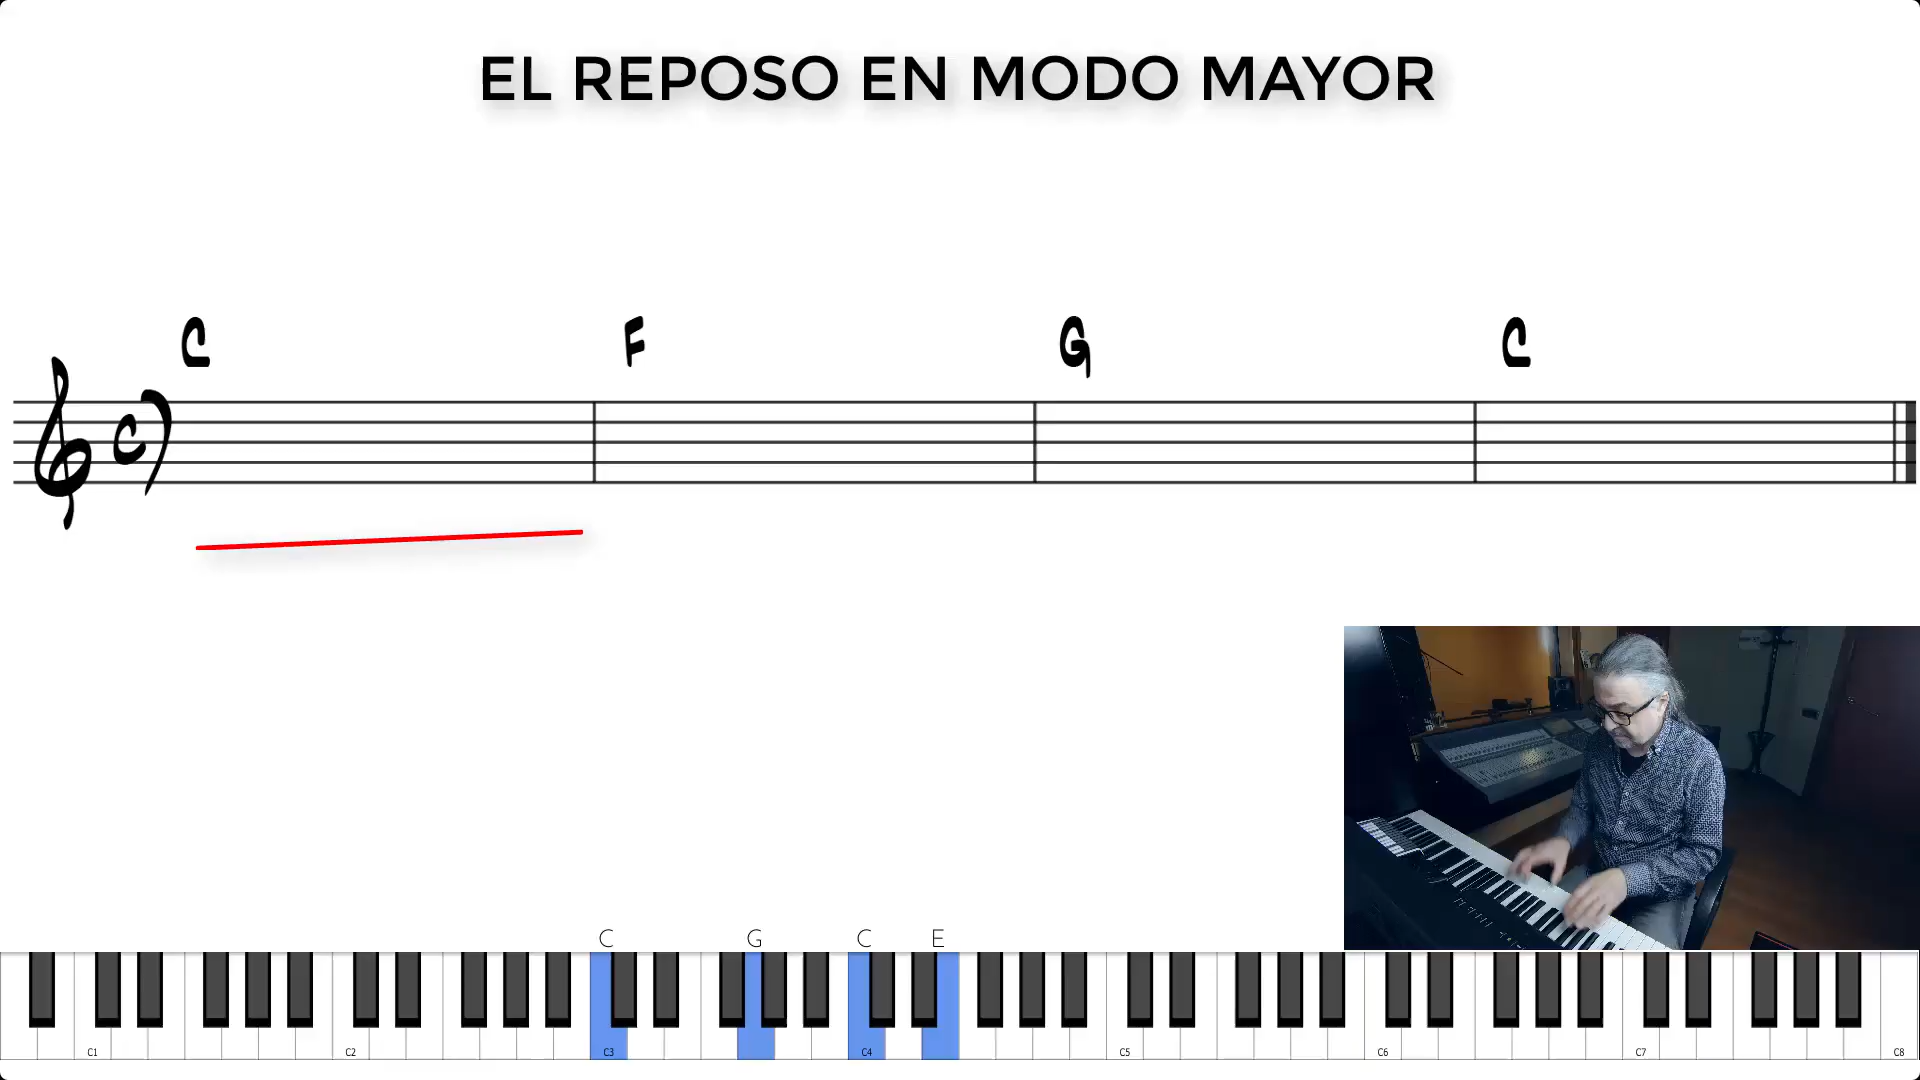 EL REPOSO EN MODO MAYOR
C F G C
C G C E
C1 C2 C3 C4 C5 C6 C7 C8